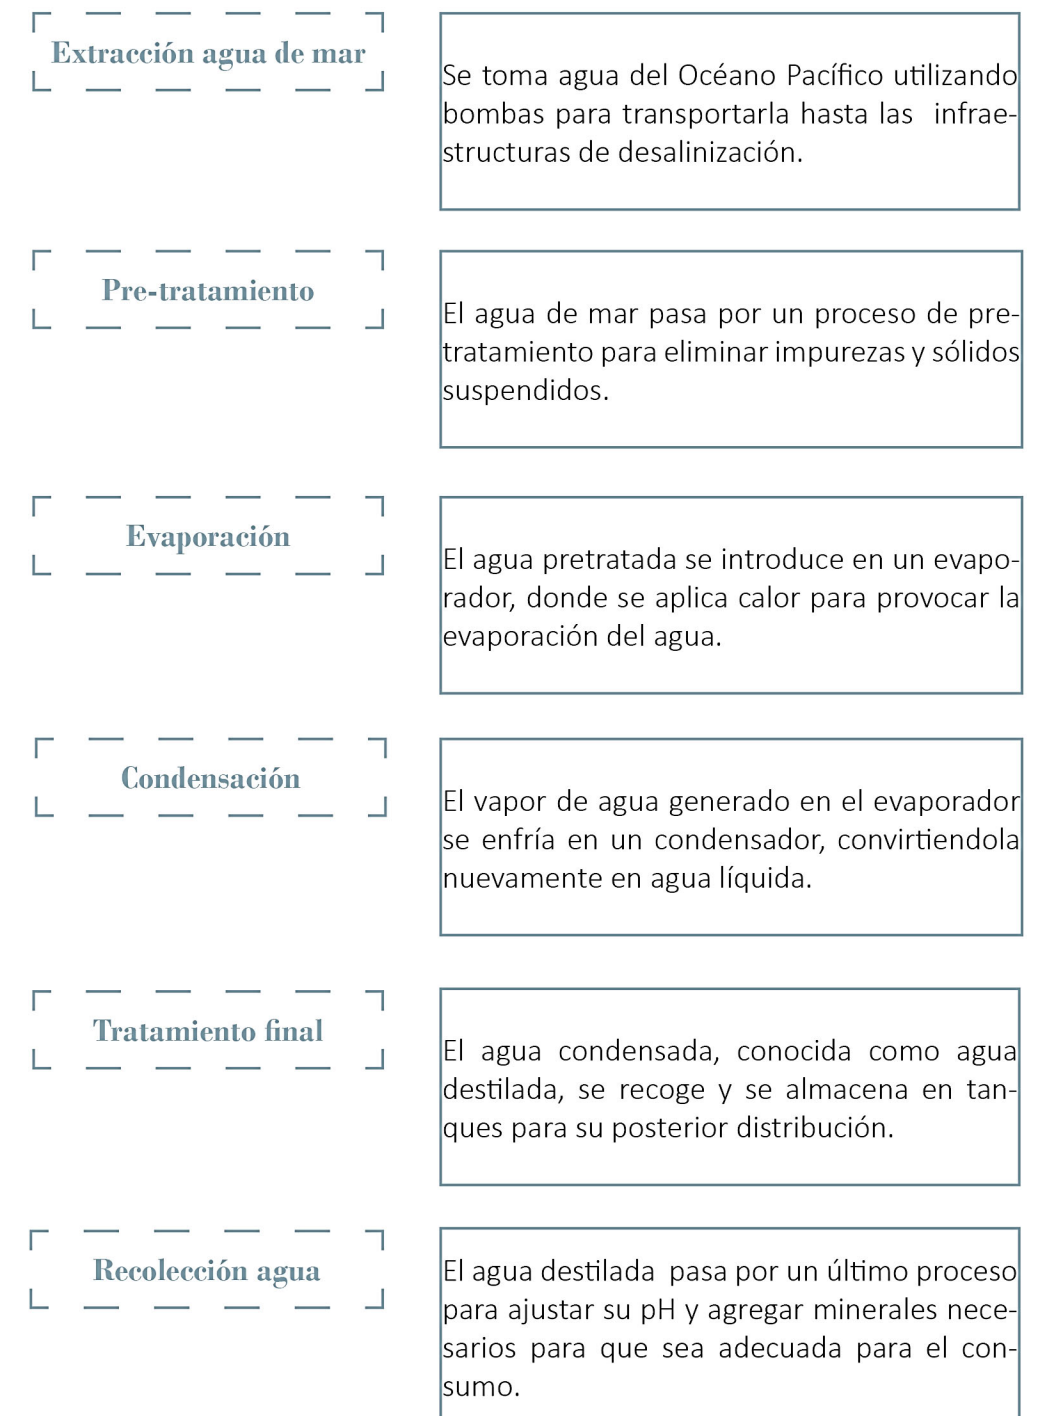 Extracción agua de mar
Se toma agua del Océano Pacífico utilizando
bombas para transportarla hasta las infrae-
structuras de desalinización.
Pre-tratamiento
El agua de mar pasa por un proceso de pre-
tratamiento para eliminar impurezas y sólidos
suspendidos.
Evaporación
El agua pretratada se introduce en un evapo-
rador, donde se aplica calor para provocar la
evaporación del agua.
Condensación
El vapor de agua generado en el evaporador
se enfría en un condensador, convirtiendola
nuevamente en agua líquida.
Tratamiento final
El agua condensada, conocida como agua
destilada, se recoge y se almacena en tan-
ques para su posterior distribución.
Recolección agua
El agua destilada pasa por un último proceso
para ajustar su pH y agregar minerales nece-
sarios para que sea adecuada para el con-
sumo.